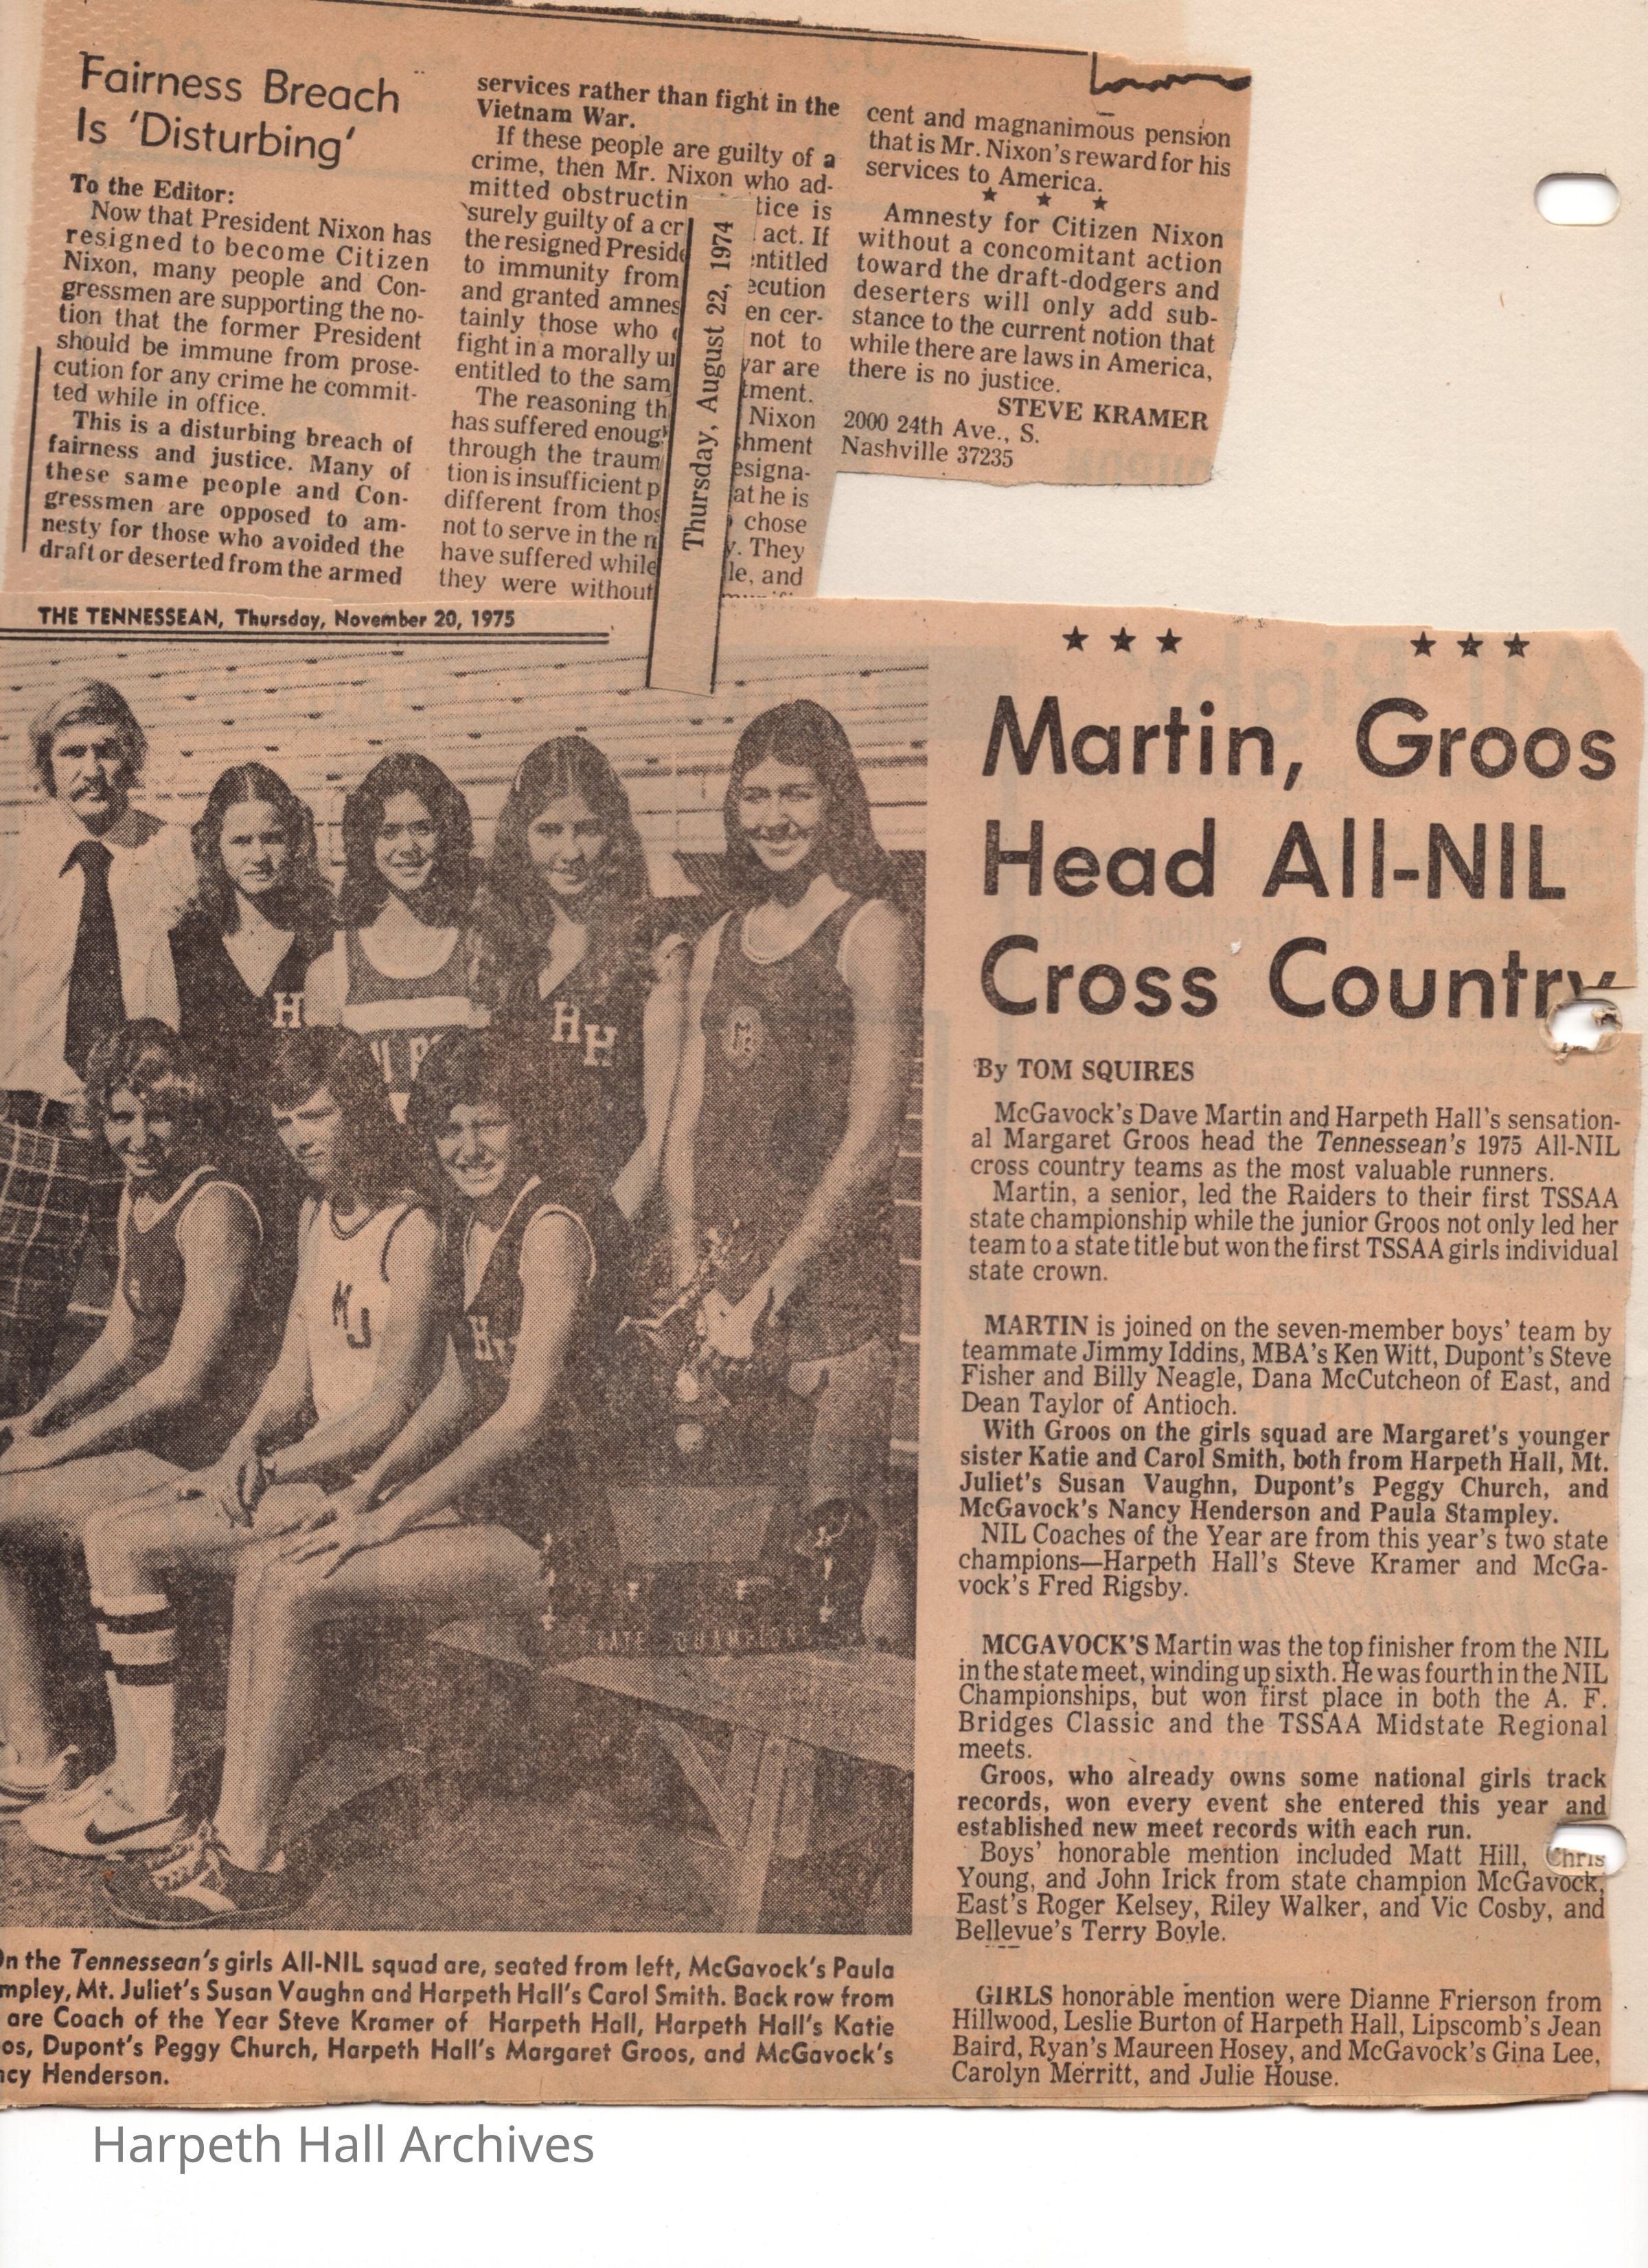 Fairness Breach
Is 'Disturbing'
To the Editor:
Now that President Nixon has
resigned to become Citizen
Nixon, many people and Con-
gressmen are supporting the no-
tion that the former President
should be immune from prose-
cution for any crime he commit-
ted while in office.
This is a disturbing breach of
fairness and justice. Many of
these same people and Con-
gressmen are opposed to am-
nesty for those who avoided the
draft or deserted from the armed
services rather than fight in the
Vietnam War.
If these people are guilty of a
crime, then Mr. Nixon who ad-
mitted obstructin tice is
surely guilty of a cr act. If
the resigned Preside entitled
to immunity from ecution
and granted amnes en cer-
tainly those who not to
fight in a morally un war are
entitled to the sam tment.
The reasoning th Nixon
has suffered enough shment
through the traum esigna-
tion is insufficient p at he is
different from thos chose
not to serve in the m y. They
have suffered while le, and
they were without
Thursday, August 22, 1974
cent and magnanimous pension
that is Mr. Nixon's reward for his
services to America.
★ ★ ★
Amnesty for Citizen Nixon
without a concomitant action
toward the draft-dodgers and
deserters will only add sub-
stance to the current notion that
while there are laws in America,
there is no justice.
STEVE KRAMER
2000 24th Ave., S.
Nashville 37235
THE TENNESSEAN, Thursday, November 20, 1975
★ ★ ★ ★ ★ ★
Martin, Groos
Head All-NIL
Cross Country
By TOM SQUIRES
McGavock's Dave Martin and Harpeth Hall's sensation-
al Margaret Groos head the Tennessean's 1975 All-NIL
cross country teams as the most valuable runners.
Martin, a senior, led the Raiders to their first TSSAA
state championship while the junior Groos not only led her
team to a state title but won the first TSSAA girls individual
state crown.
MARTIN is joined on the seven-member boys' team by
teammate Jimmy Iddins, MBA's Ken Witt, Dupont's Steve
Fisher and Billy Neagle, Dana McCutcheon of East, and
Dean Taylor of Antioch.
With Groos on the girls squad are Margaret's younger
sister Katie and Carol Smith, both from Harpeth Hall, Mt.
Juliet's Susan Vaughn, Dupont's Peggy Church, and
McGavock's Nancy Henderson and Paula Stampley.
NIL Coaches of the Year are from this year's two state
champions—Harpeth Hall's Steve Kramer and McGa-
vock's Fred Rigsby.
MCGAVOCK'S Martin was the top finisher from the NIL
in the state meet, winding up sixth. He was fourth in the NIL
Championships, but won first place in both the A. F.
Bridges Classic and the TSSAA Midstate Regional
meets.
Groos, who already owns some national girls track
records, won every event she entered this year and
established new meet records with each run.
Boys' honorable mention included Matt Hill, Chris
Young, and John Irick from state champion McGavock,
East's Roger Kelsey, Riley Walker, and Vic Cosby, and
Bellevue's Terry Boyle.
GIRLS honorable mention were Dianne Frierson from
Hillwood, Leslie Burton of Harpeth Hall, Lipscomb's Jean
Baird, Ryan's Maureen Hosey, and McGavock's Gina Lee,
Carolyn Merritt, and Julie House.
H
HH
MJ
H
On the Tennessean's girls All-NIL squad are, seated from left, McGavock's Paula
mpley, Mt. Juliet's Susan Vaughn and Harpeth Hall's Carol Smith. Back row from
are Coach of the Year Steve Kramer of Harpeth Hall, Harpeth Hall's Katie
os, Dupont's Peggy Church, Harpeth Hall's Margaret Groos, and McGavock's
ncy Henderson.
Harpeth Hall Archives